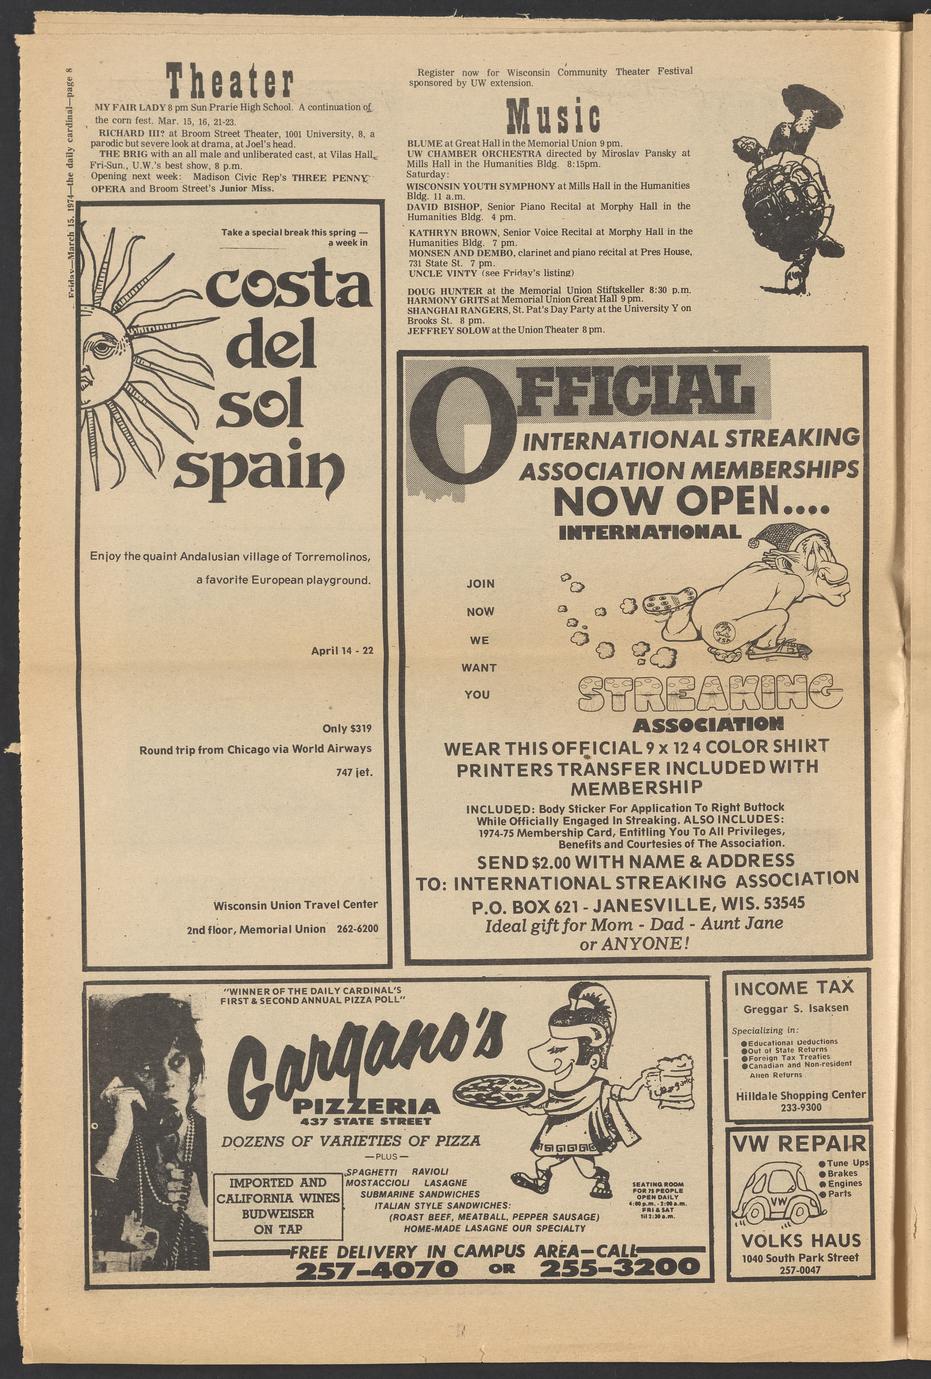 Friday—March 15, 1974—the daily cardinal—page 8
Theater
MY FAIR LADY 8 pm Sun Prarie High School. A continuation of
the corn fest. Mar. 15, 16, 21-23.
RICHARD III? at Broom Street Theater, 1001 University, 8, a
parodic but severe look at drama, at Joel's head.
THE BRIG with an all male and unliberated cast, at Vilas Hall,
Fri-Sun., U.W.'s best show, 8 p.m.
Opening next week: Madison Civic Rep's THREE PENNY
OPERA and Broom Street's Junior Miss.
Register now for Wisconsin Community Theater Festival
sponsored by UW extension.
Music
BLUME at Great Hall in the Memorial Union 9 pm.
UW CHAMBER ORCHESTRA directed by Miroslav Pansky at
Mills Hall in the Humanities Bldg. 8:15pm.
Saturday:
WISCONSIN YOUTH SYMPHONY at Mills Hall in the Humanities
Bldg. 11 a.m.
DAVID BISHOP, Senior Piano Recital at Morphy Hall in the
Humanities Bldg. 4 pm.
KATHRYN BROWN, Senior Voice Recital at Morphy Hall in the
Humanities Bldg. 7 pm.
MONSEN AND DEMBO, clarinet and piano recital at Pres House,
731 State St. 7 pm.
UNCLE VINTY (see Friday's listing)
DOUG HUNTER at the Memorial Union Stiftskeller 8:30 p.m.
HARMONY GRITS at Memorial Union Great Hall 9 pm.
SHANGHAI RANGERS, St. Pat's Day Party at the University Y on
Brooks St. 8 pm.
JEFFREY SOLOW at the Union Theater 8 pm.
Take a special break this spring —
a week in
costa
del
sol
spain
Enjoy the quaint Andalusian village of Torremolinos,
a favorite European playground.
April 14 - 22
Only $319
Round trip from Chicago via World Airways
747 jet.
Wisconsin Union Travel Center
2nd floor, Memorial Union 262-6200
OFFICIAL
INTERNATIONAL STREAKING
ASSOCIATION MEMBERSHIPS
NOW OPEN....
INTERNATIONAL
JOIN
NOW
WE
WANT
YOU
STREAKING
ASSOCIATION
WEAR THIS OFFICIAL 9 x 12 4 COLOR SHIRT
PRINTERS TRANSFER INCLUDED WITH
MEMBERSHIP
INCLUDED: Body Sticker For Application To Right Buttock
While Officially Engaged In Streaking. ALSO INCLUDES:
1974-75 Membership Card, Entitling You To All Privileges,
Benefits and Courtesies of The Association.
SEND $2.00 WITH NAME & ADDRESS
TO: INTERNATIONAL STREAKING ASSOCIATION
P.O. BOX 621 - JANESVILLE, WIS. 53545
Ideal gift for Mom - Dad - Aunt Jane
or ANYONE!
"WINNER OF THE DAILY CARDINAL'S
FIRST & SECOND ANNUAL PIZZA POLL"
Gargano's
PIZZERIA
437 STATE STREET
DOZENS OF VARIETIES OF PIZZA
—PLUS—
SPAGHETTI RAVIOLI
MOSTACCIOLI LASAGNE
SUBMARINE SANDWICHES
ITALIAN STYLE SANDWICHES:
(ROAST BEEF, MEATBALL, PEPPER SAUSAGE)
HOME-MADE LASAGNE OUR SPECIALTY
IMPORTED AND
CALIFORNIA WINES
BUDWEISER
ON TAP
SEATING ROOM
FOR 75 PEOPLE
OPEN DAILY
4:00 p.m. - 2:00 a.m.
FRI & SAT
til 2:30 a.m.
FREE DELIVERY IN CAMPUS AREA—CALL
257-4070 OR 255-3200
INCOME TAX
Greggar S. Isaksen
Specializing in:
●Educational Deductions
●Out of State Returns
●Foreign Tax Treaties
●Canadian and Non-resident
Alien Returns
Hilldale Shopping Center
233-9300
VW REPAIR
●Tune Ups
●Brakes
●Engines
●Parts
VW
VOLKS HAUS
1040 South Park Street
257-0047